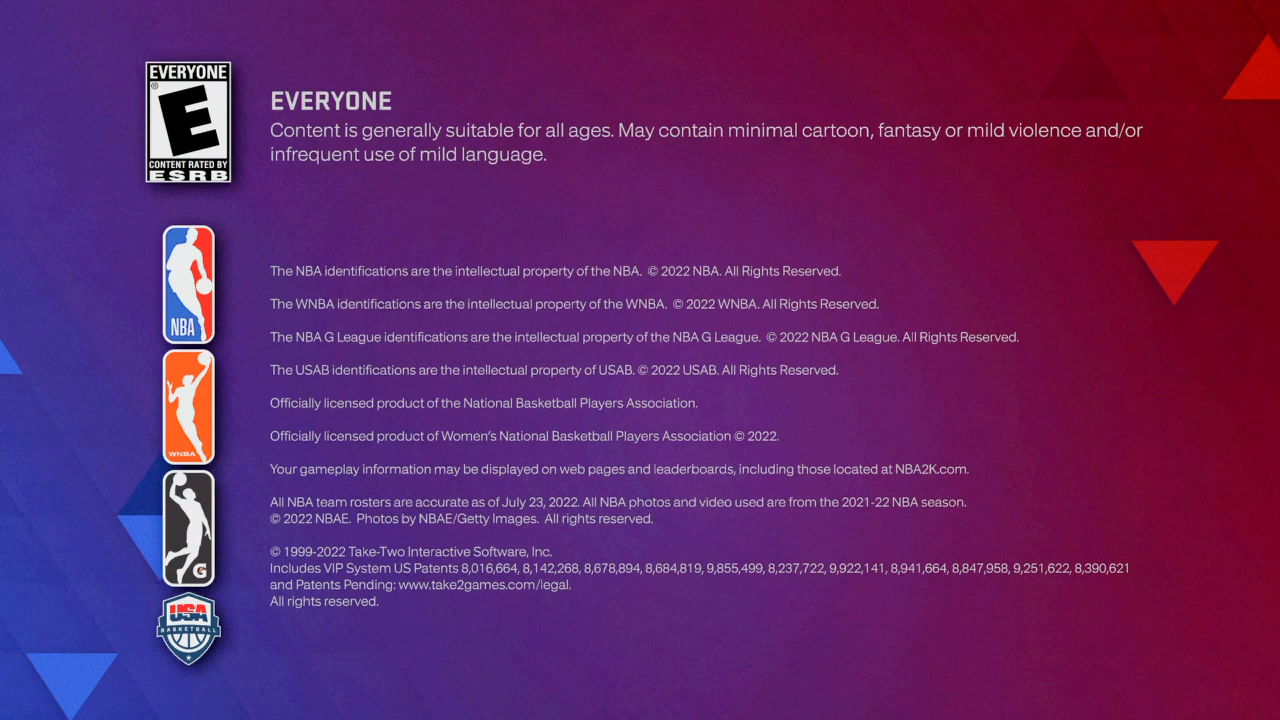 EVERYONE
®
E
CONTENT RATED BY
ESRB
EVERYONE
Content is generally suitable for all ages. May contain minimal cartoon, fantasy or mild violence and/or
infrequent use of mild language.
NBA
The NBA identifications are the intellectual property of the NBA. © 2022 NBA. All Rights Reserved.
The WNBA identifications are the intellectual property of the WNBA. © 2022 WNBA. All Rights Reserved.
The NBA G League identifications are the intellectual property of the NBA G League. © 2022 NBA G League. All Rights Reserved.
The USAB identifications are the intellectual property of USAB. © 2022 USAB. All Rights Reserved.
Officially licensed product of the National Basketball Players Association.
Officially licensed product of Women's National Basketball Players Association © 2022.
WNBA
Your gameplay information may be displayed on web pages and leaderboards, including those located at NBA2K.com.
All NBA team rosters are accurate as of July 23, 2022. All NBA photos and video used are from the 2021-22 NBA season.
© 2022 NBAE. Photos by NBAE/Getty Images. All rights reserved.
© 1999-2022 Take-Two Interactive Software, Inc.
Includes VIP System US Patents 8,016,664, 8,142,268, 8,678,894, 8,684,819, 9,855,499, 8,237,722, 9,922,141, 8,941,664, 8,847,958, 9,251,622, 8,390,621
and Patents Pending: www.take2games.com/legal.
All rights reserved.
G
USA
BASKETBALL